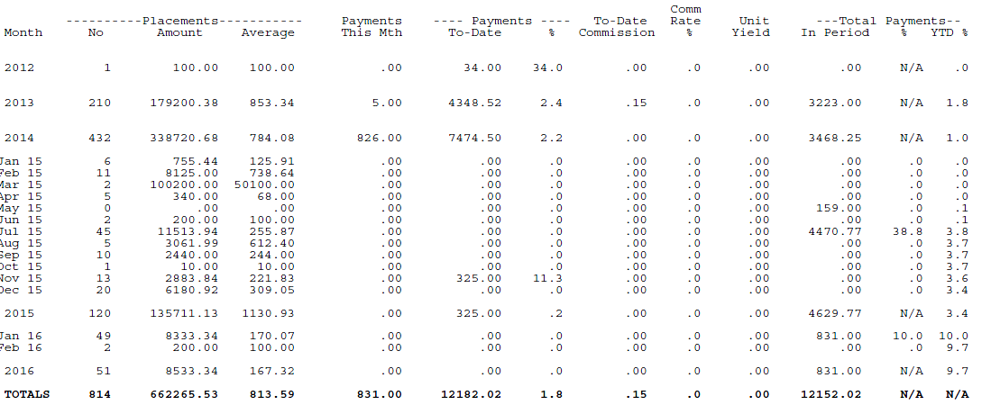 Comm
----------Placements----------- Payments ---- Payments ---- To-Date Rate Unit ---Total Payments--
Month No Amount Average This Mth To-Date % Commission % Yield In Period % YTD %
2012 1 100.00 100.00 .00 34.00 34.0 .00 .0 .00 .00 N/A .0
2013 210 179200.38 853.34 5.00 4348.52 2.4 .15 .0 .00 3223.00 N/A 1.8
2014 432 338720.68 784.08 826.00 7474.50 2.2 .00 .0 .00 3468.25 N/A 1.0
Jan 15 6 755.44 125.91 .00 .00 .0 .00 .0 .00 .00 .0 .0
Feb 15 11 8125.00 738.64 .00 .00 .0 .00 .0 .00 .00 .0 .0
Mar 15 2 100200.00 50100.00 .00 .00 .0 .00 .0 .00 .00 .0 .0
Apr 15 5 340.00 68.00 .00 .00 .0 .00 .0 .00 .00 .0 .0
May 15 0 .00 .00 .00 .00 .0 .00 .0 .00 159.00 .0 .1
Jun 15 2 200.00 100.00 .00 .00 .0 .00 .0 .00 .00 .0 .1
Jul 15 45 11513.94 255.87 .00 .00 .0 .00 .0 .00 4470.77 38.8 3.8
Aug 15 5 3061.99 612.40 .00 .00 .0 .00 .0 .00 .00 .0 3.7
Sep 15 10 2440.00 244.00 .00 .00 .0 .00 .0 .00 .00 .0 3.7
Oct 15 1 10.00 10.00 .00 .00 .0 .00 .0 .00 .00 .0 3.7
Nov 15 13 2883.84 221.83 .00 325.00 11.3 .00 .0 .00 .00 .0 3.6
Dec 15 20 6180.92 309.05 .00 .00 .0 .00 .0 .00 .00 .0 3.4
2015 120 135711.13 1130.93 .00 325.00 .2 .00 .0 .00 4629.77 N/A 3.4
Jan 16 49 8333.34 170.07 .00 .00 .0 .00 .0 .00 831.00 10.0 10.0
Feb 16 2 200.00 100.00 .00 .00 .0 .00 .0 .00 .00 .0 9.7
2016 51 8533.34 167.32 .00 .00 .0 .00 .0 .00 831.00 N/A 9.7
TOTALS 814 662265.53 813.59 831.00 12182.02 1.8 .15 .0 .00 12152.02 N/A N/A